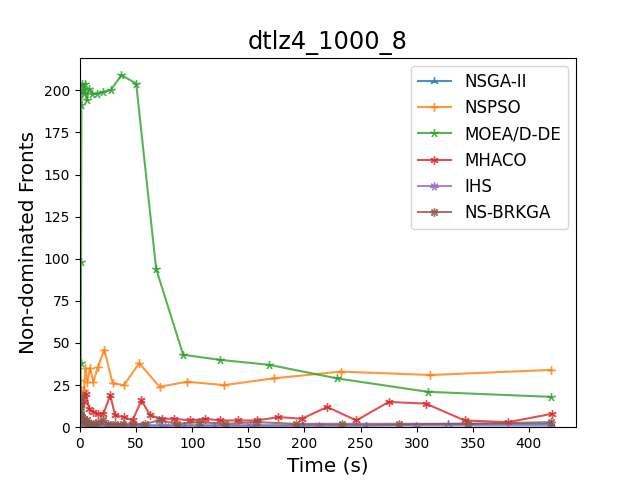 dtlz4_1000_8
Non-dominated Fronts
200
175
150
125
100
75
50
25
0
0 50 100 150 200 250 300 350 400
Time (s)
NSGA-II
NSPSO
MOEA/D-DE
MHACO
IHS
NS-BRKGA